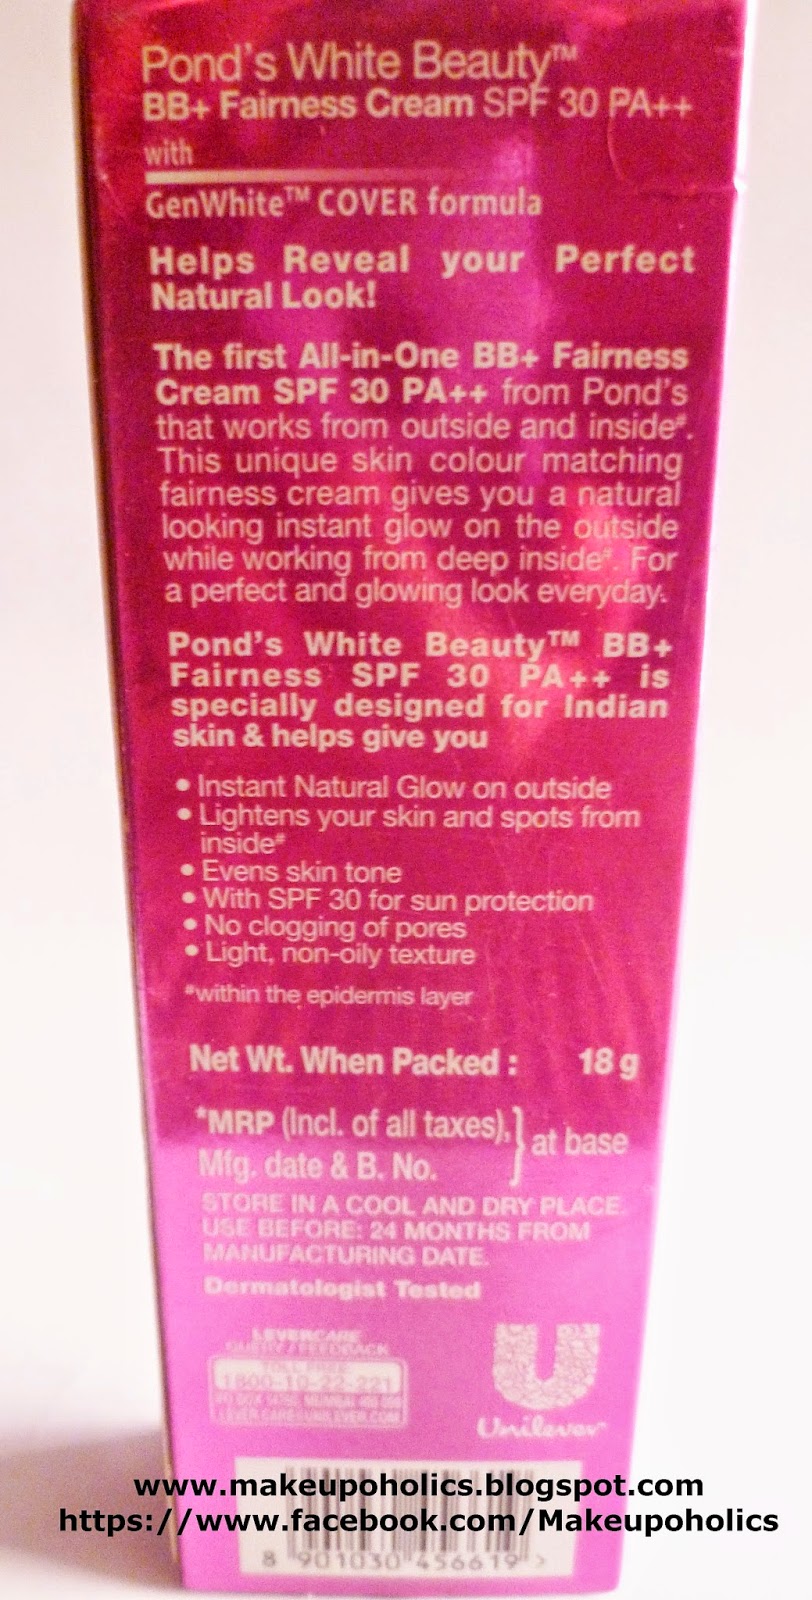 Pond's White Beauty™
BB+ Fairness Cream SPF 30 PA++
with
GenWhite™ COVER formula
Helps Reveal your Perfect
Natural Look!
The first All-in-One BB+ Fairness
Cream SPF 30 PA++ from Pond's
that works from outside and inside#.
This unique skin colour matching
fairness cream gives you a natural
looking instant glow on the outside
while working from deep inside#. For
a perfect and glowing look everyday.
Pond's White Beauty™ BB+
Fairness SPF 30 PA++ is
specially designed for Indian
skin & helps give you
• Instant Natural Glow on outside
• Lightens your skin and spots from
inside#
• Evens skin tone
• With SPF 30 for sun protection
• No clogging of pores
• Light, non-oily texture
#within the epidermis layer
Net Wt. When Packed : 18 g
*MRP (Incl. of all taxes),
Mfg. date & B. No. } at base
STORE IN A COOL AND DRY PLACE.
USE BEFORE: 24 MONTHS FROM
MANUFACTURING DATE.
Dermatologist Tested
LEVERCARE
QUERY / FEEDBACK
TOLL FREE
1800-10-22-221
LEVER.CARE@UNILEVER.COM
Unilever
www.makeupoholics.blogspot.com
https://www.facebook.com/Makeupoholics
8 901030 456619 >